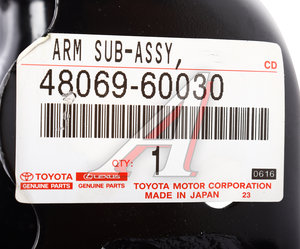 ARM SUB-ASSY,
CD
48069-60030
QTY:
1
0616
TOYOTA
GENUINE PARTS
LEXUS
GENUINE PARTS
TOYOTA MOTOR CORPORATION
MADE IN JAPAN 23